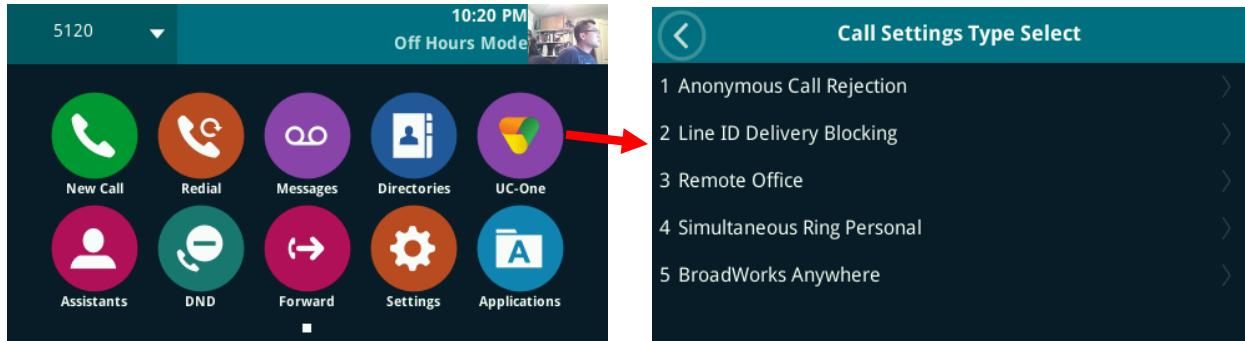 5120
10:20 PM
Off Hours Mode
New Call
Redial
Messages
Directories
UC-One
Assistants
DND
Forward
A
Settings
Applications
Call Settings Type Select
1 Anonymous Call Rejection
2 Line ID Delivery Blocking
3 Remote Office
4 Simultaneous Ring Personal
5 BroadWorks Anywhere